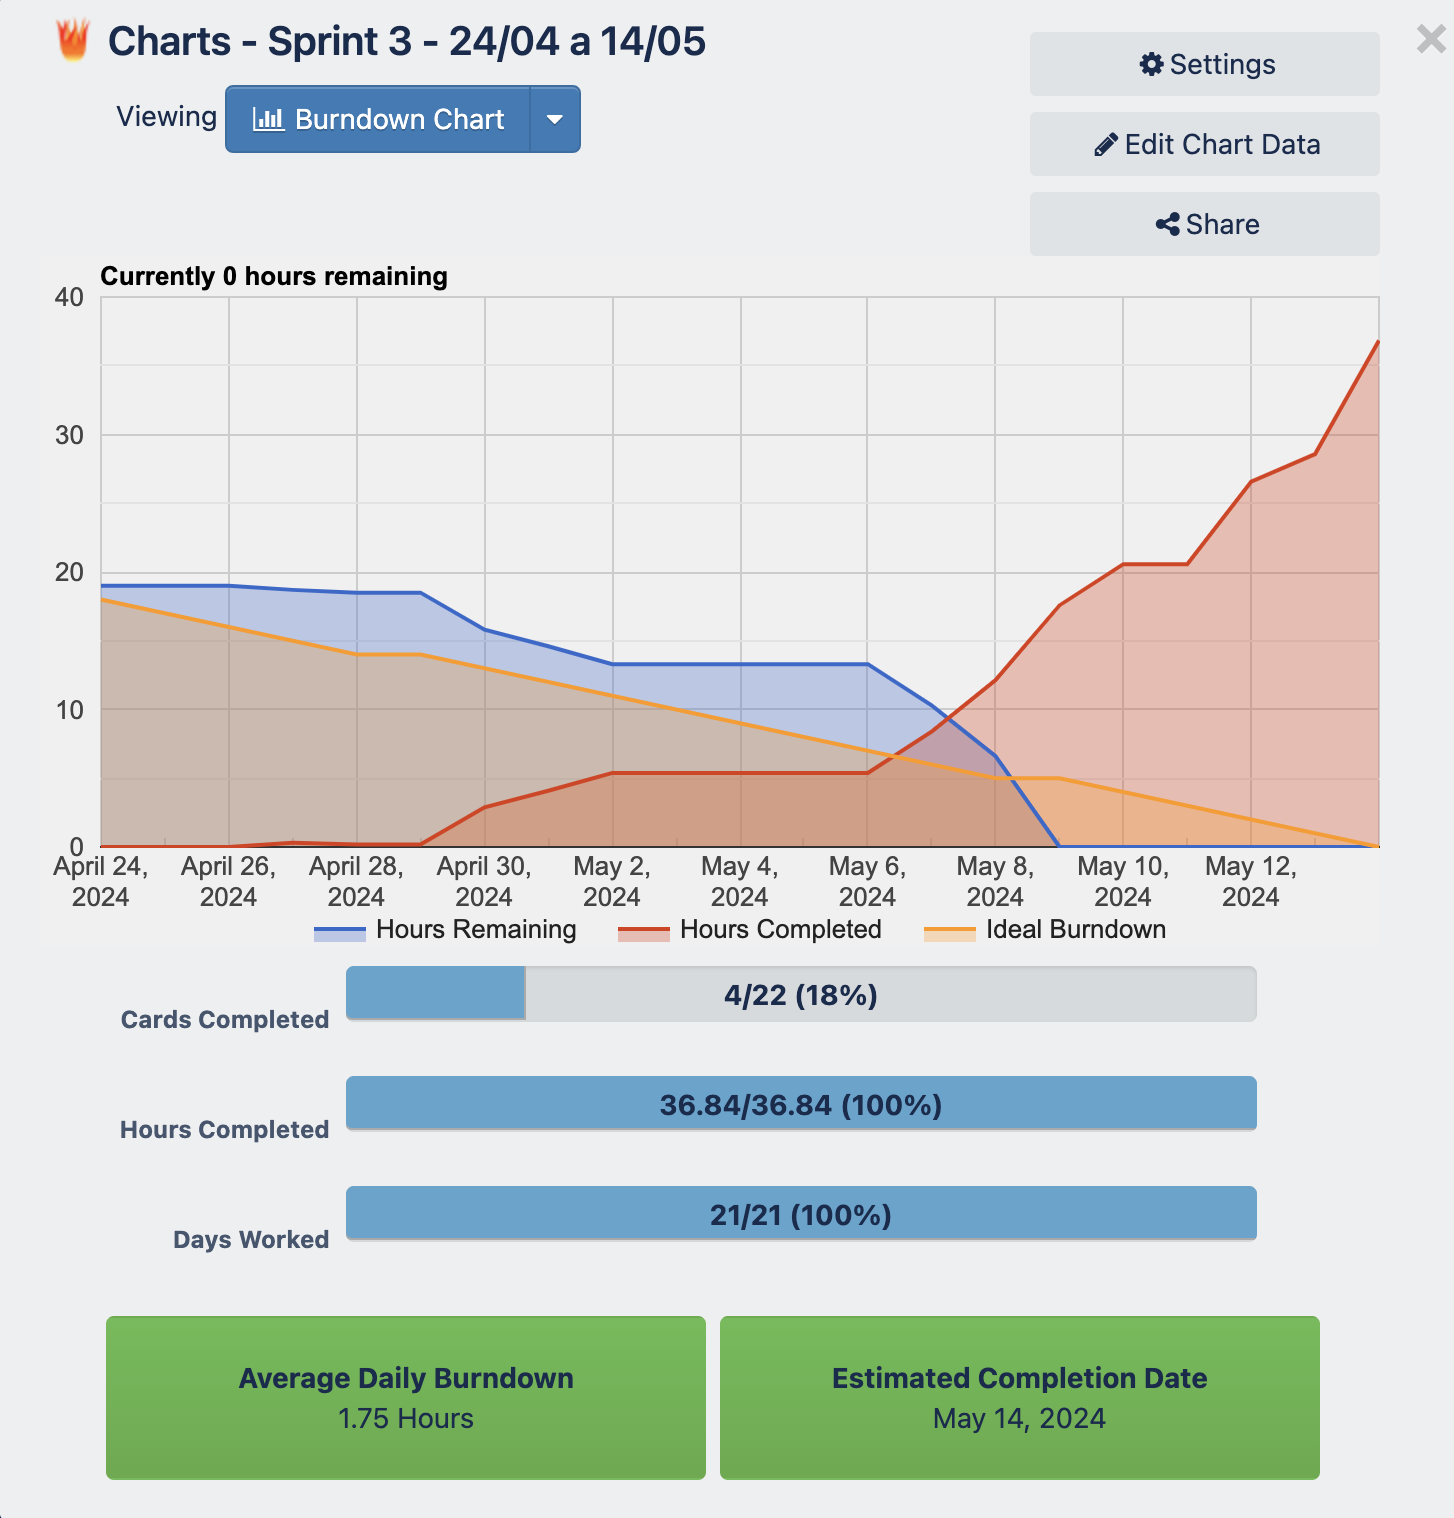 Charts - Sprint 3 - 24/04 a 14/05
Settings
Viewing
Burndown Chart
Edit Chart Data
Share
Currently 0 hours remaining
40
30
20
10
0
April 24, 2024
April 26, 2024
April 28, 2024
April 30, 2024
May 2, 2024
May 4, 2024
May 6, 2024
May 8, 2024
May 10, 2024
May 12, 2024
Hours Remaining
Hours Completed
Ideal Burndown
Cards Completed
4/22 (18%)
Hours Completed
36.84/36.84 (100%)
Days Worked
21/21 (100%)
Average Daily Burndown
1.75 Hours
Estimated Completion Date
May 14, 2024